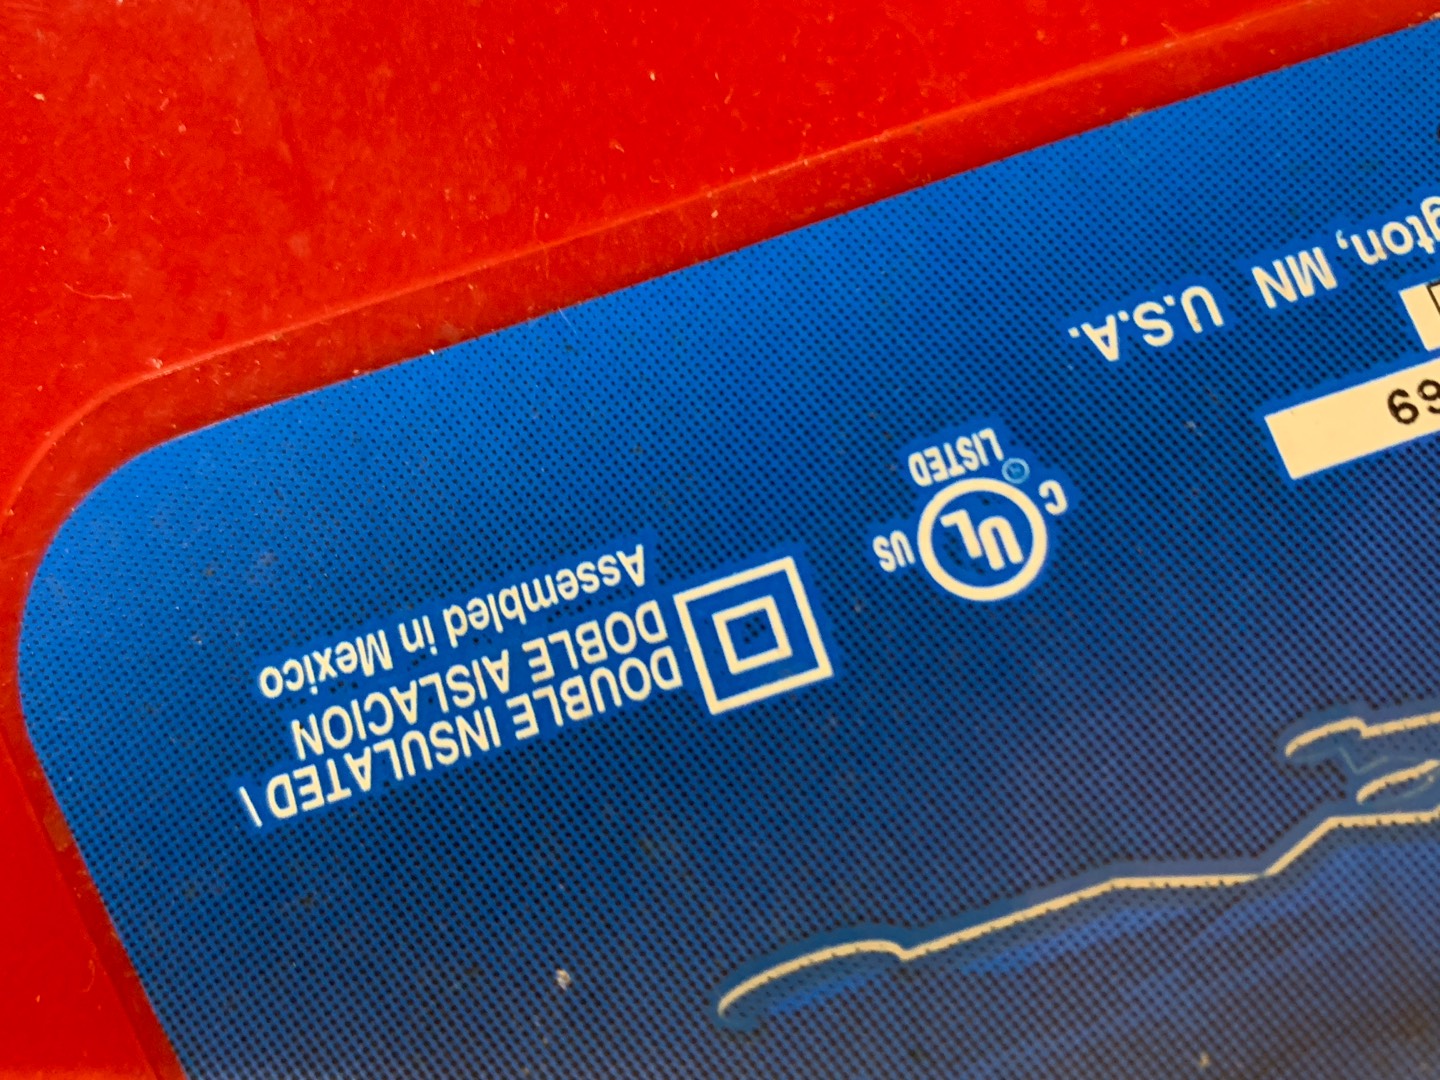 DOUBLE INSULATED |
DOBLE AISLACION
Assembled in Mexico
C UL US
LISTED
69
gton, MN U.S.A.